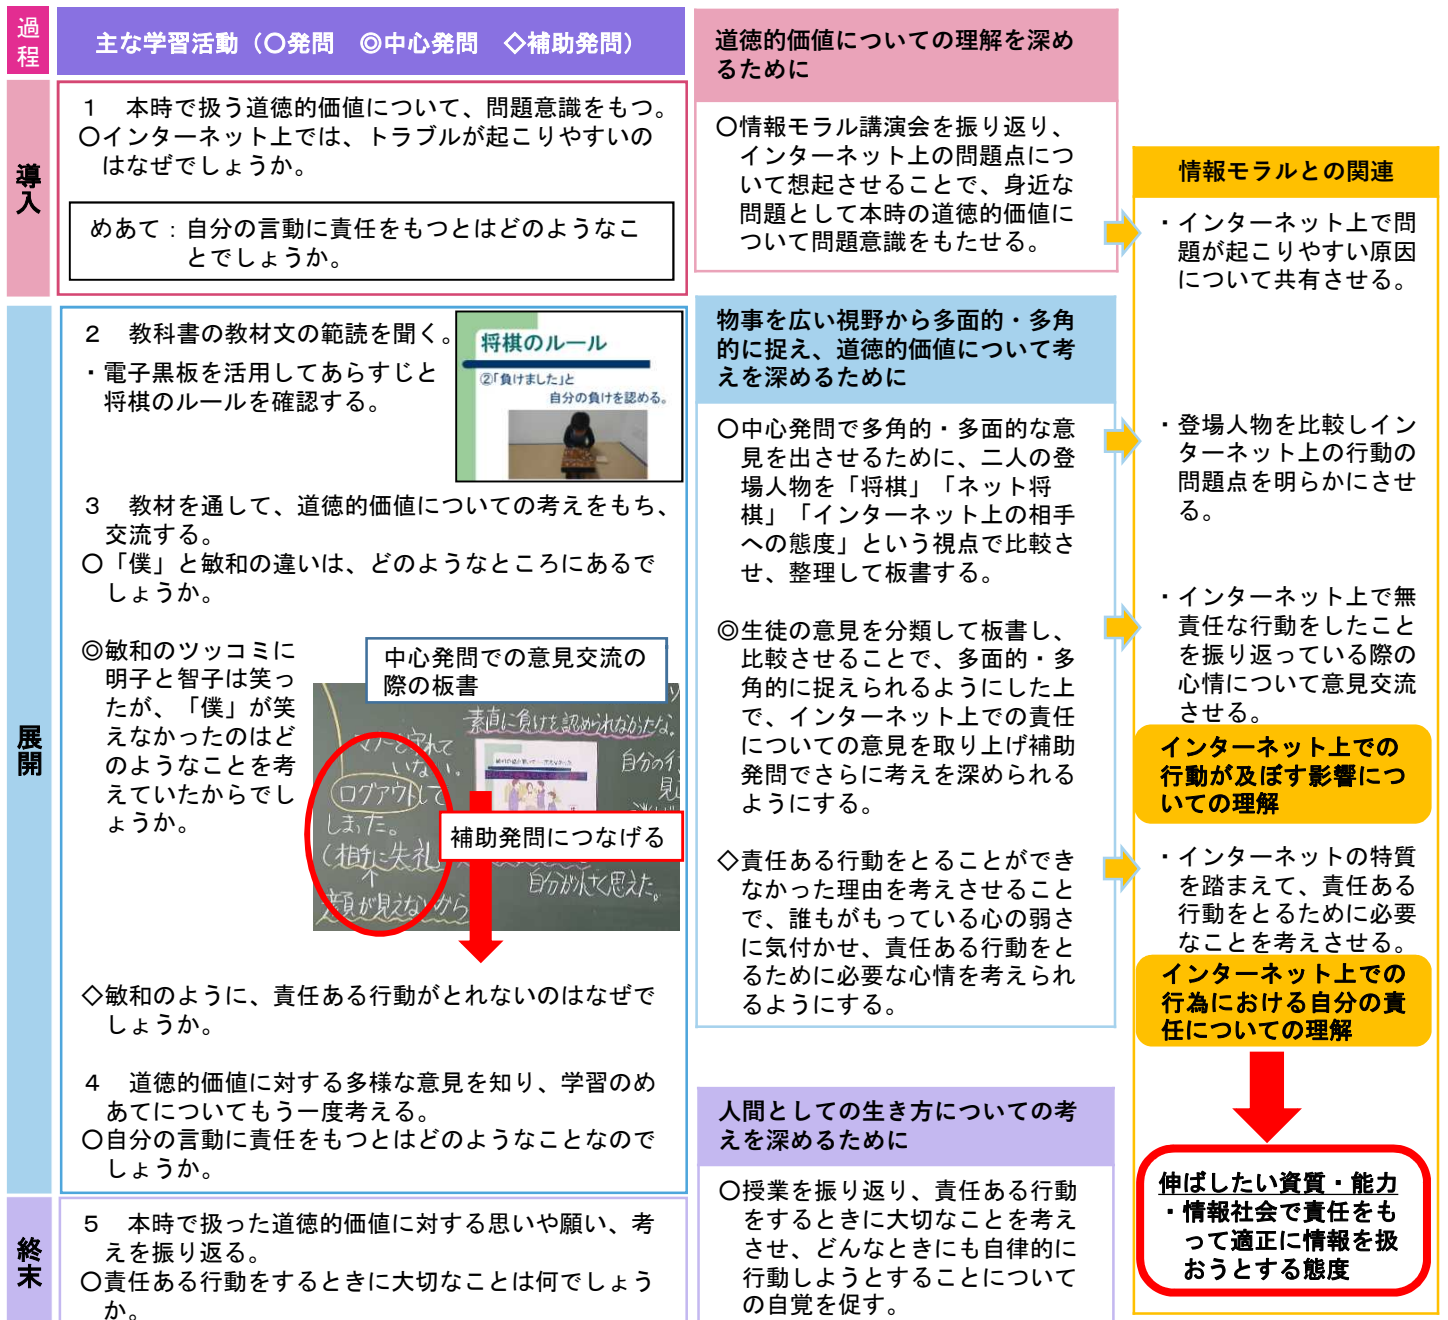 過程
主な学習活動（〇発問　◎中心発問　◇補助発問）
導入
１　本時で扱う道徳的価値について、問題意識をもつ。
〇インターネット上では、トラブルが起こりやすいの
はなぜでしょうか。
めあて：自分の言動に責任をもつとはどのようなこ
とでしょうか。
道徳的価値についての理解を深め
るために
〇情報モラル講演会を振り返り、
インターネット上の問題点につ
いて想起させることで、身近な
問題として本時の道徳的価値に
ついて問題意識をもたせる。
情報モラルとの関連
・インターネット上で問
題が起こりやすい原因
について共有させる。
展開
２　教科書の教材文の範読を聞く。
・電子黒板を活用してあらすじと
将棋のルールを確認する。
将棋のルール
②「負けました」と
自分の負けを認める。
３　教材を通して、道徳的価値についての考えをもち、
交流する。
〇「僕」と敏和の違いは、どのようなところにあるで
しょうか。
◎敏和のツッコミに
明子と智子は笑っ
たが、「僕」が笑
えなかったのはど
のようなことを考
えていたからでし
ょうか。
中心発問での意見交流の
際の板書
素直に負けを認められなかったな。
マナーを守れて
いない。
ログアウトして
しまった。
（相手に失礼
↑
顔が見えないから
自分の行
見
自分が小さく思えた。
補助発問につなげる
◇敏和のように、責任ある行動がとれないのはなぜで
しょうか。
４　道徳的価値に対する多様な意見を知り、学習のめ
あてについてもう一度考える。
〇自分の言動に責任をもつとはどのようなことなので
しょうか。
物事を広い視野から多面的・多角
的に捉え、道徳的価値について考
えを深めるために
〇中心発問で多角的・多面的な意
見を出させるために、二人の登
場人物を「将棋」「ネット将
棋」「インターネット上の相手
への態度」という視点で比較さ
せ、整理して板書する。
◎生徒の意見を分類して板書し、
比較させることで、多面的・多
角的に捉えられるようにした上
で、インターネット上での責任
についての意見を取り上げ補助
発問でさらに考えを深められる
ようにする。
◇責任ある行動をとることができ
なかった理由を考えさせること
で、誰もがもっている心の弱さ
に気付かせ、責任ある行動をと
るために必要な心情を考えられ
るようにする。
・登場人物を比較しイン
ターネット上の行動の
問題点を明らかにさせ
る。
・インターネット上で無
責任な行動をしたこと
を振り返っている際の
心情について意見交流
させる。
インターネット上での
行動が及ぼす影響につ
いての理解
・インターネットの特質
を踏まえて、責任ある
行動をとるために必要
なことを考えさせる。
インターネット上での
行為における自分の責
任についての理解
伸ばしたい資質・能力
・情報社会で責任をも
って適正に情報を扱
おうとする態度
終末
５　本時で扱った道徳的価値に対する思いや願い、考
えを振り返る。
〇責任ある行動をするときに大切なことは何でしょう
か。
人間としての生き方についての考
えを深めるために
〇授業を振り返り、責任ある行動
をするときに大切なことを考え
させ、どんなときにも自律的に
行動しようとすることについて
の自覚を促す。